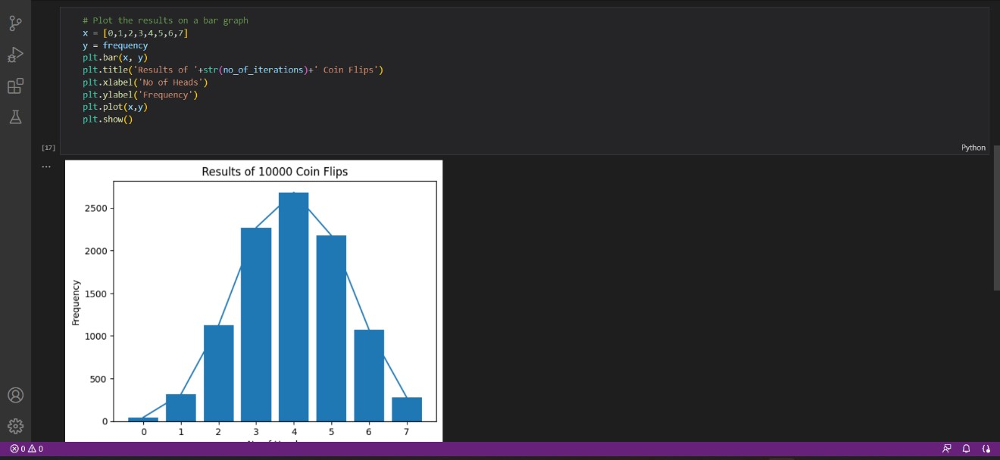 # Plot the results on a bar graph
x = [0,1,2,3,4,5,6,7]
y = frequency
plt.bar(x, y)
plt.title('Results of '+str(no_of_iterations)+' Coin Flips')
plt.xlabel('No of Heads')
plt.ylabel('Frequency')
plt.plot(x,y)
plt.show()
[17]
Python
...
Results of 10000 Coin Flips
Frequency
2500
2000
1500
1000
500
0
0 1 2 3 4 5 6 7
0 0